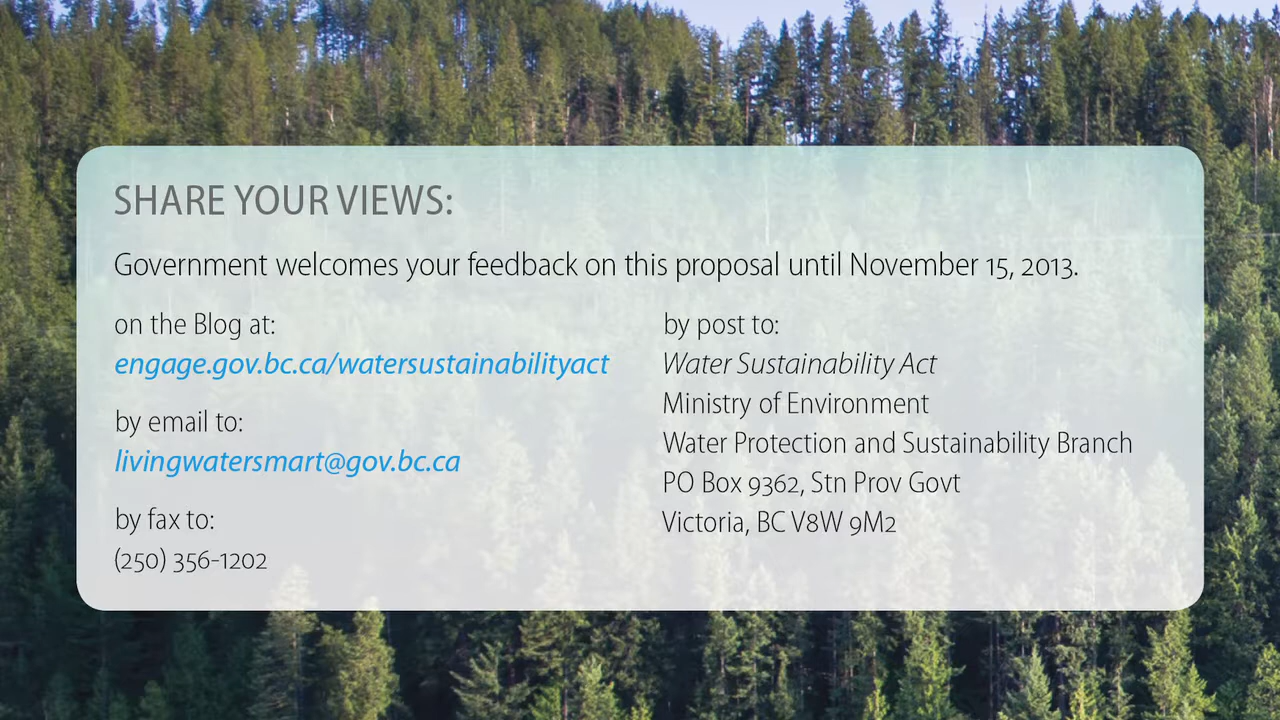 SHARE YOUR VIEWS:
Government welcomes your feedback on this proposal until November 15, 2013.
on the Blog at:
engage.gov.bc.ca/watersustainabilityact
by email to:
livingwatersmart@gov.bc.ca
by fax to:
(250) 356-1202
by post to:
Water Sustainability Act
Ministry of Environment
Water Protection and Sustainability Branch
PO Box 9362, Stn Prov Govt
Victoria, BC V8W 9M2